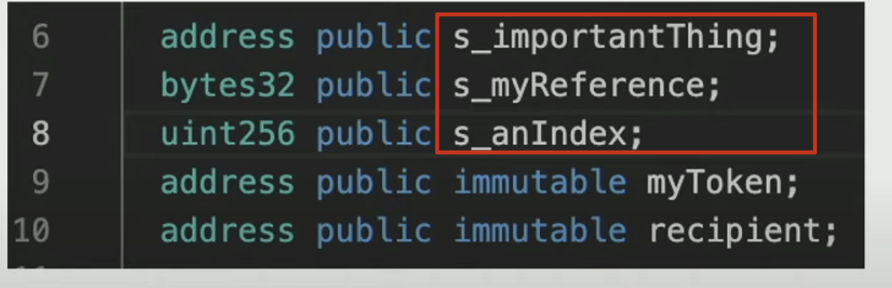 6 address public s_importantThing;
7 bytes32 public s_myReference;
8 uint256 public s_anIndex;
9 address public immutable myToken;
10 address public immutable recipient;